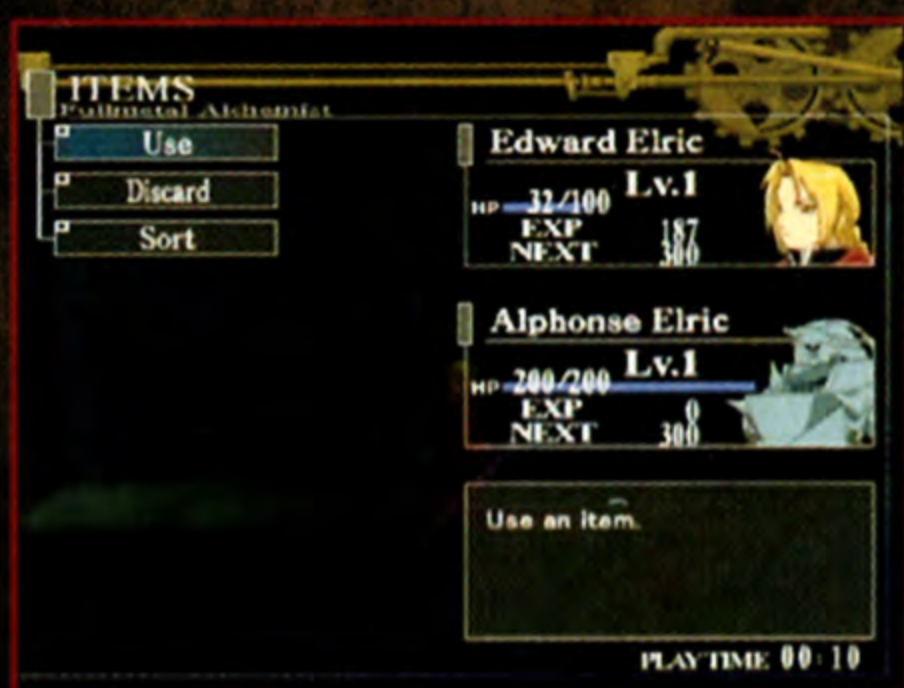 ITEMS
Fullmetal Alchemist
Use
Discard
Sort
Edward Elric
Lv.1
HP 32/100
EXP 187
NEXT 300
Alphonse Elric
Lv.1
HP 200/200
EXP 0
NEXT 300
Use an item.
PLAYTIME 00:10